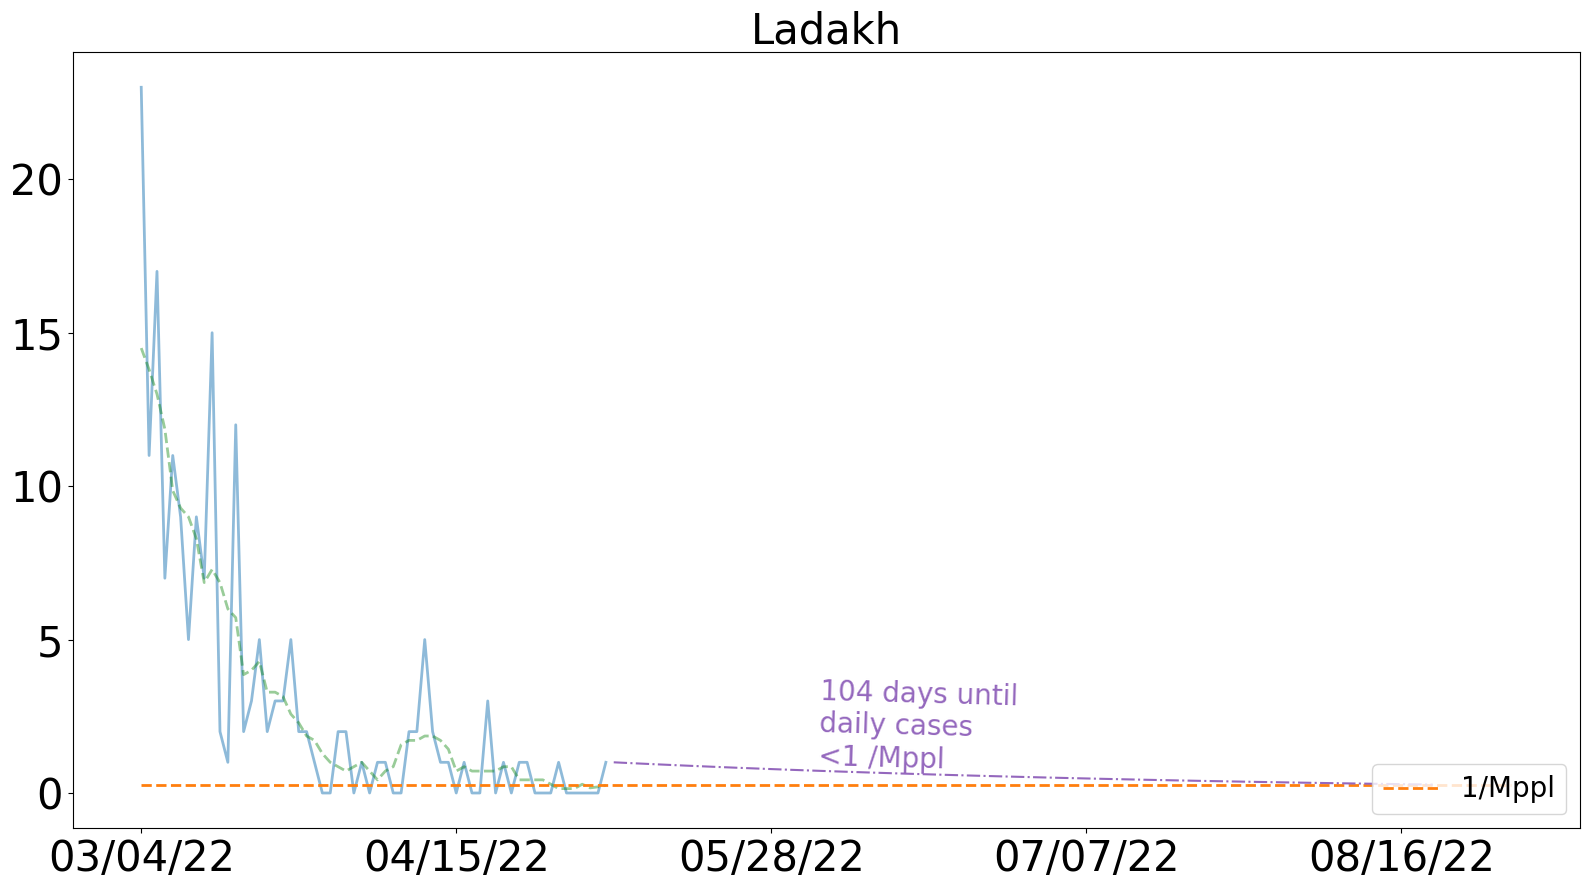 Ladakh
20
15
10
5
0
104 days until
daily cases
<1 /Mppl
1/Mppl
03/04/22 04/15/22 05/28/22 07/07/22 08/16/22